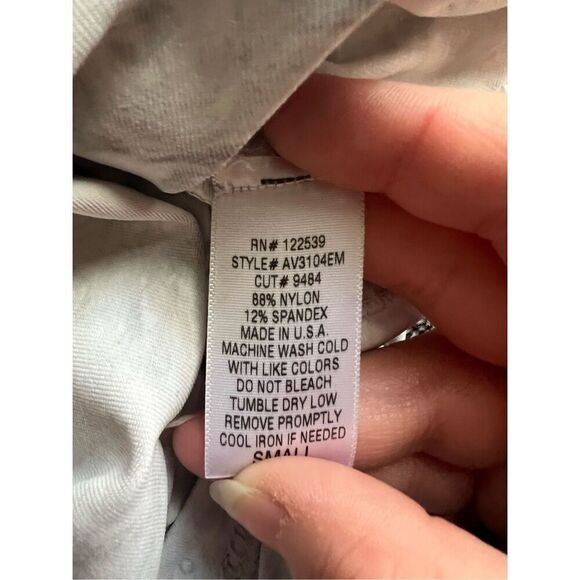 RN# 122539
STYLE# AV3104EM
CUT# 9484
88% NYLON
12% SPANDEX
MADE IN U.S.A.
MACHINE WASH COLD
WITH LIKE COLORS
DO NOT BLEACH
TUMBLE DRY LOW
REMOVE PROMPTLY
COOL IRON IF NEEDED
SMALL